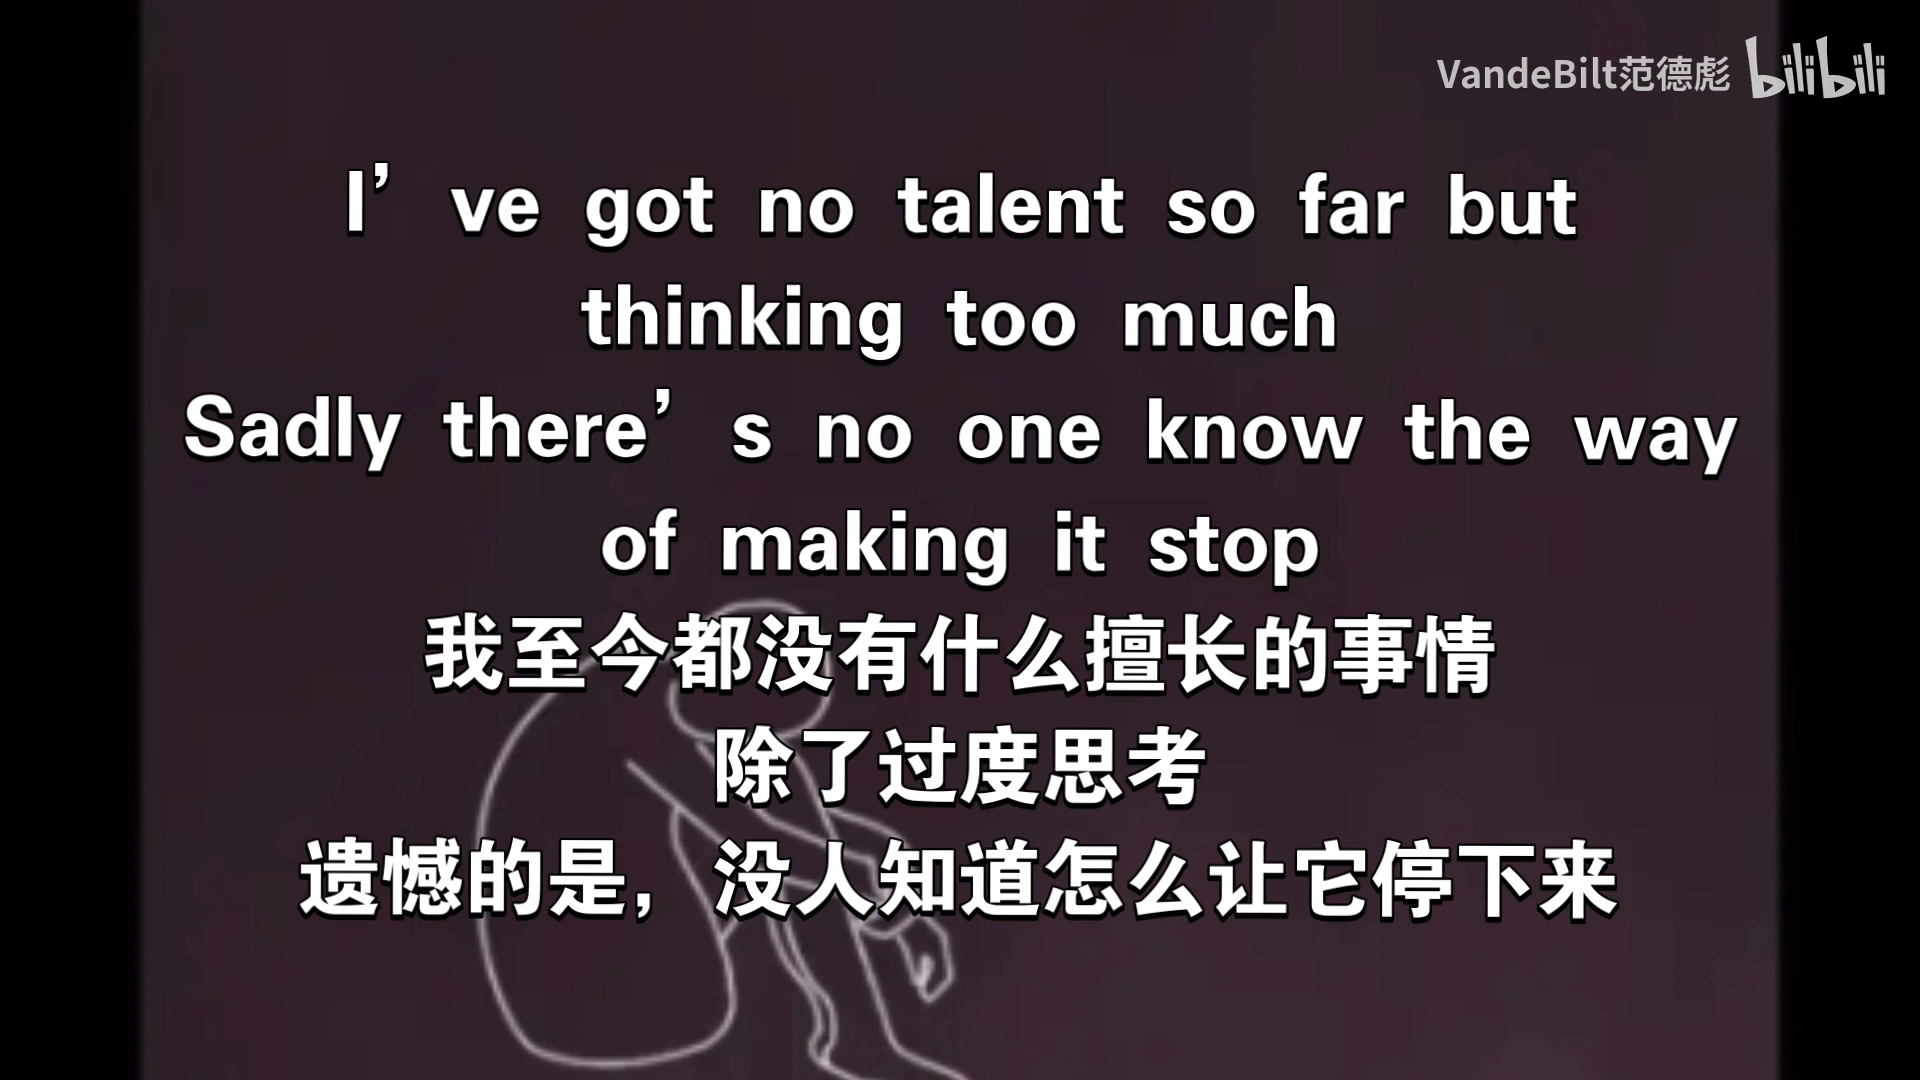 VandeBilt范德彪 bilibili
I’ve got no talent so far but
thinking too much
Sadly there’s no one know the way
of making it stop
我至今都没有什么擅长的事情
除了过度思考
遗憾的是，没人知道怎么让它停下来